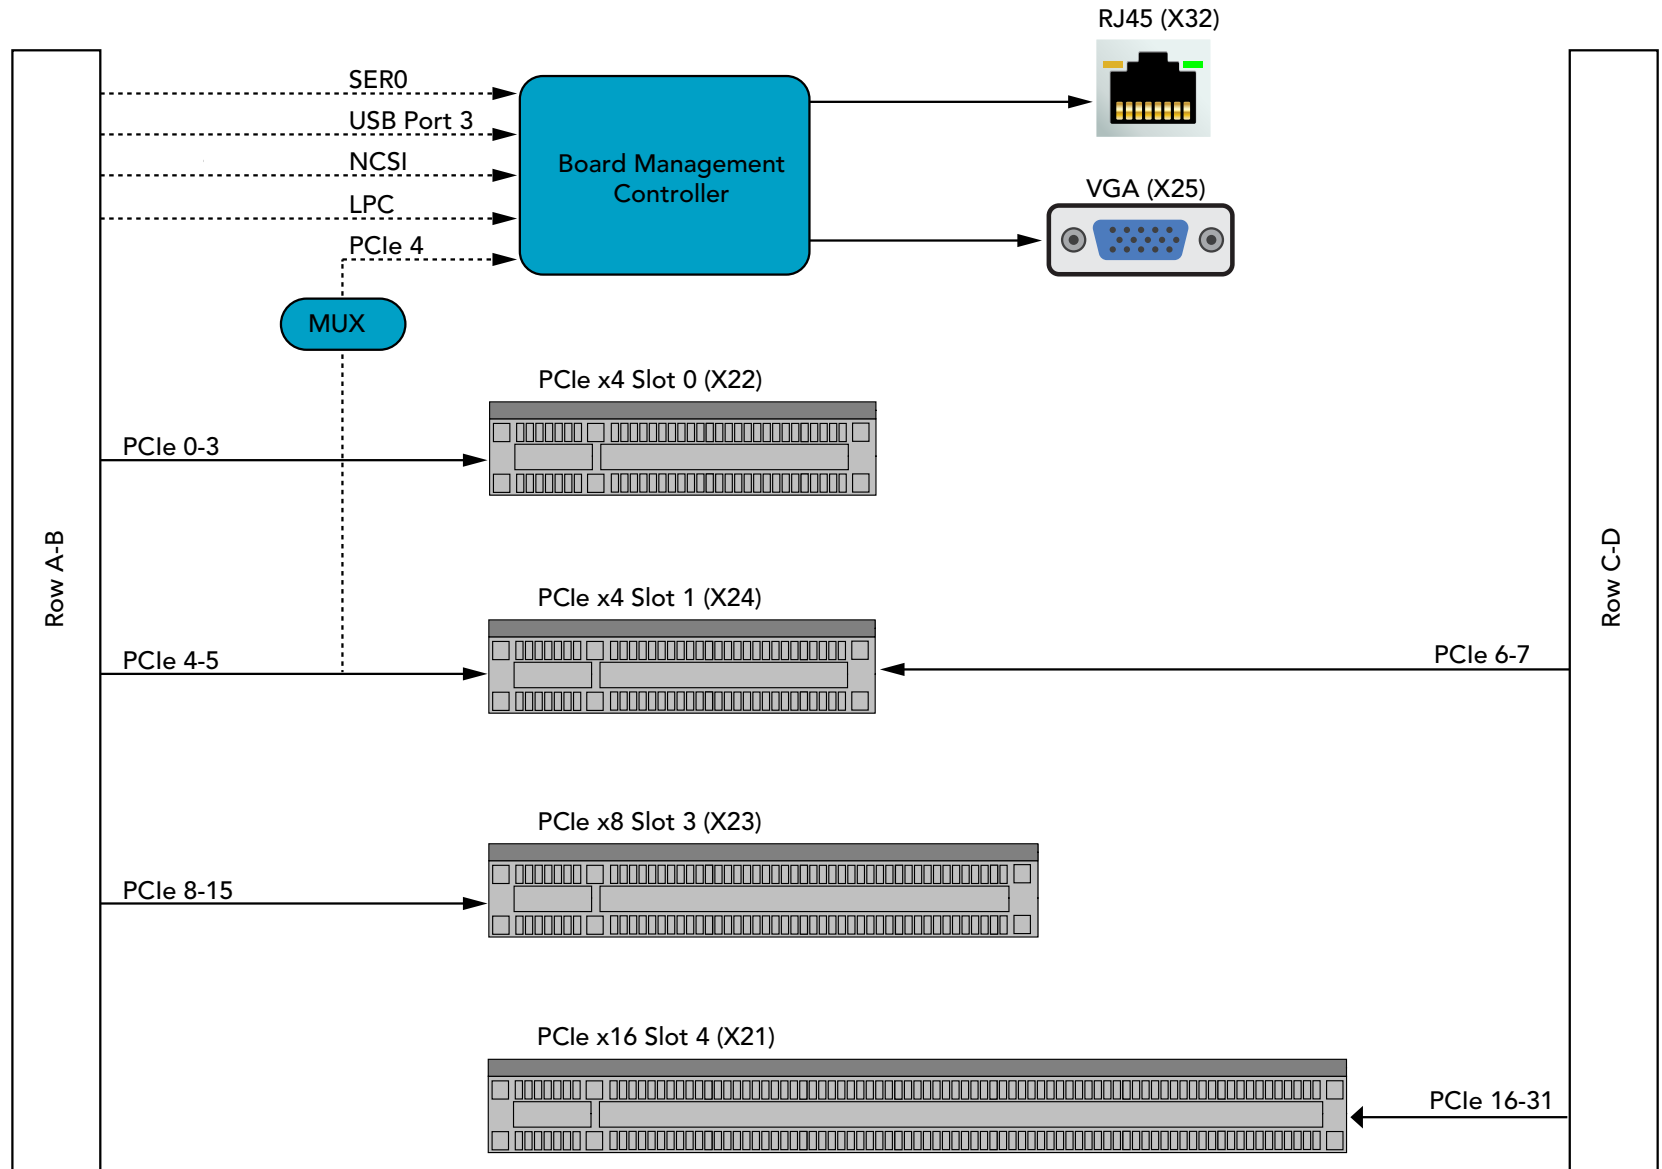 RJ45 (X32)
SER0
USB Port 3
NCSI
LPC
PCIe 4
Board Management
Controller
VGA (X25)
MUX
PCIe x4 Slot 0 (X22)
PCIe 0-3
Row A-B
Row C-D
PCIe x4 Slot 1 (X24)
PCIe 4-5
PCIe 6-7
PCIe x8 Slot 3 (X23)
PCIe 8-15
PCIe x16 Slot 4 (X21)
PCIe 16-31